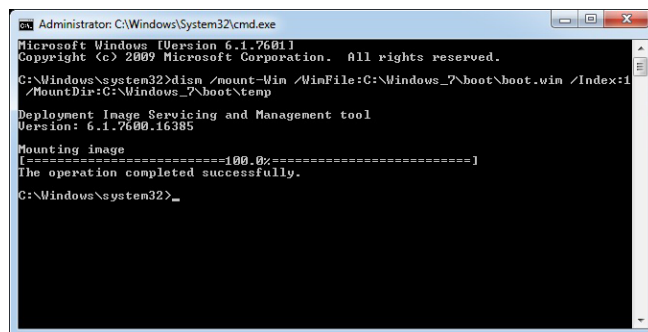 Administrator: C:\Windows\System32\cmd.exe
Microsoft Windows [Version 6.1.7601]
Copyright (c) 2009 Microsoft Corporation.  All rights reserved.
C:\Windows\system32>dism /mount-Wim /WimFile:C:\Windows_7\boot\boot.wim /Index:1
 /MountDir:C:\Windows_7\boot\temp
Deployment Image Servicing and Management tool
Version: 6.1.7600.16385
Mounting image
[==========================100.0%==========================]
The operation completed successfully.
C:\Windows\system32>_